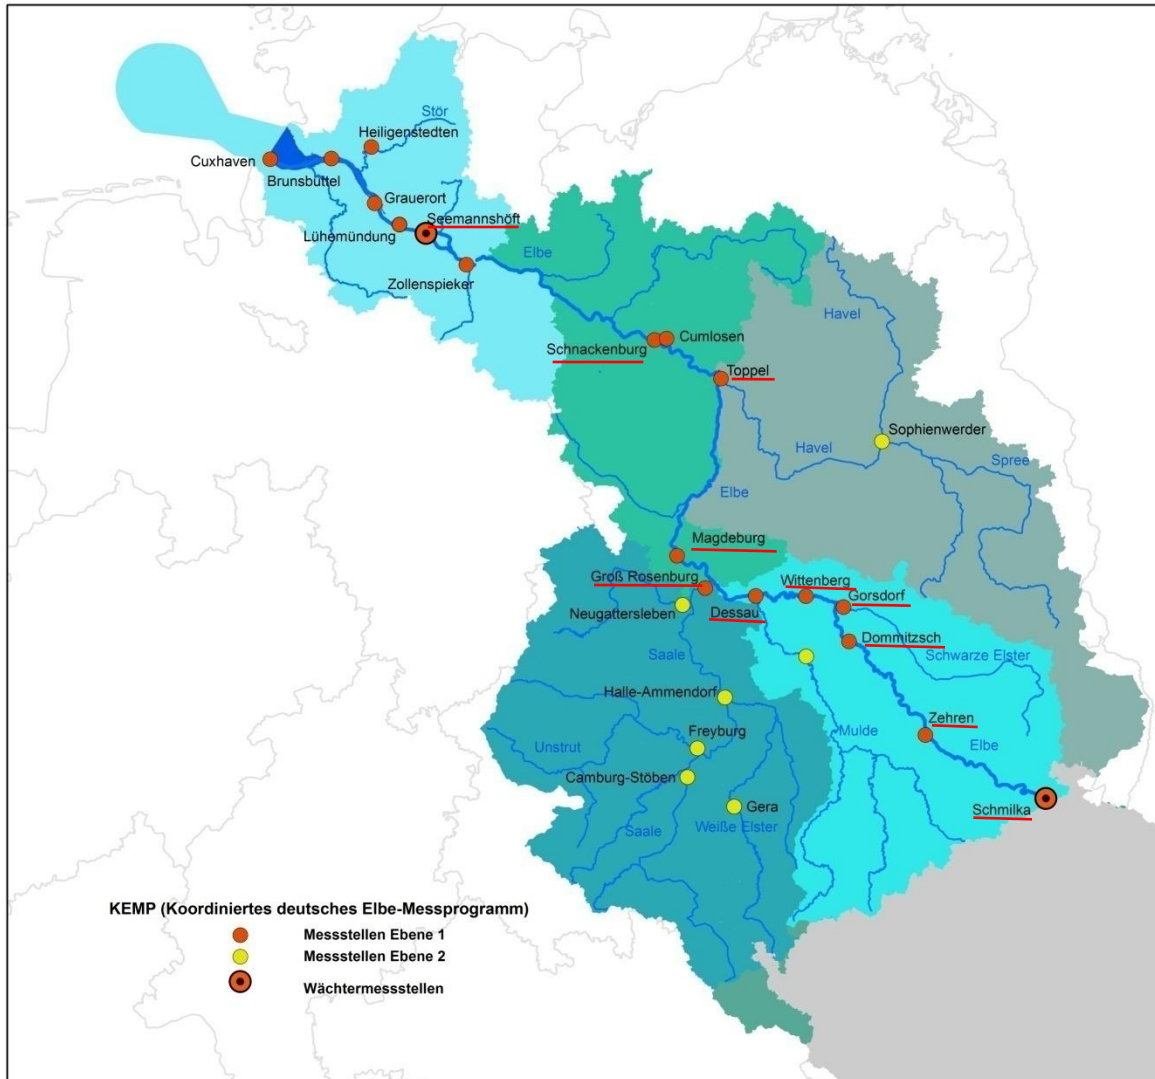 Stör
Heiligenstedten
Cuxhaven
Brunsbüttel
Grauerort
Seemannshöft
Lühemündung
Elbe
Zollenspieker
Havel
Cumlosen
Schnackenburg
Toppel
Sophienwerder
Havel
Spree
Elbe
Magdeburg
Groß Rosenburg
Wittenberg
Gorsdorf
Neugattersleben
Dessau
Dommitzsch
Saale
Schwarze Elster
Halle-Ammendorf
Zehren
Freyburg
Mulde
Unstrut
Elbe
Camburg-Stöben
Gera
Schmilka
Weiße Elster
Saale
KEMP (Koordiniertes deutsches Elbe-Messprogramm)
Messstellen Ebene 1
Messstellen Ebene 2
Wächtermessstellen